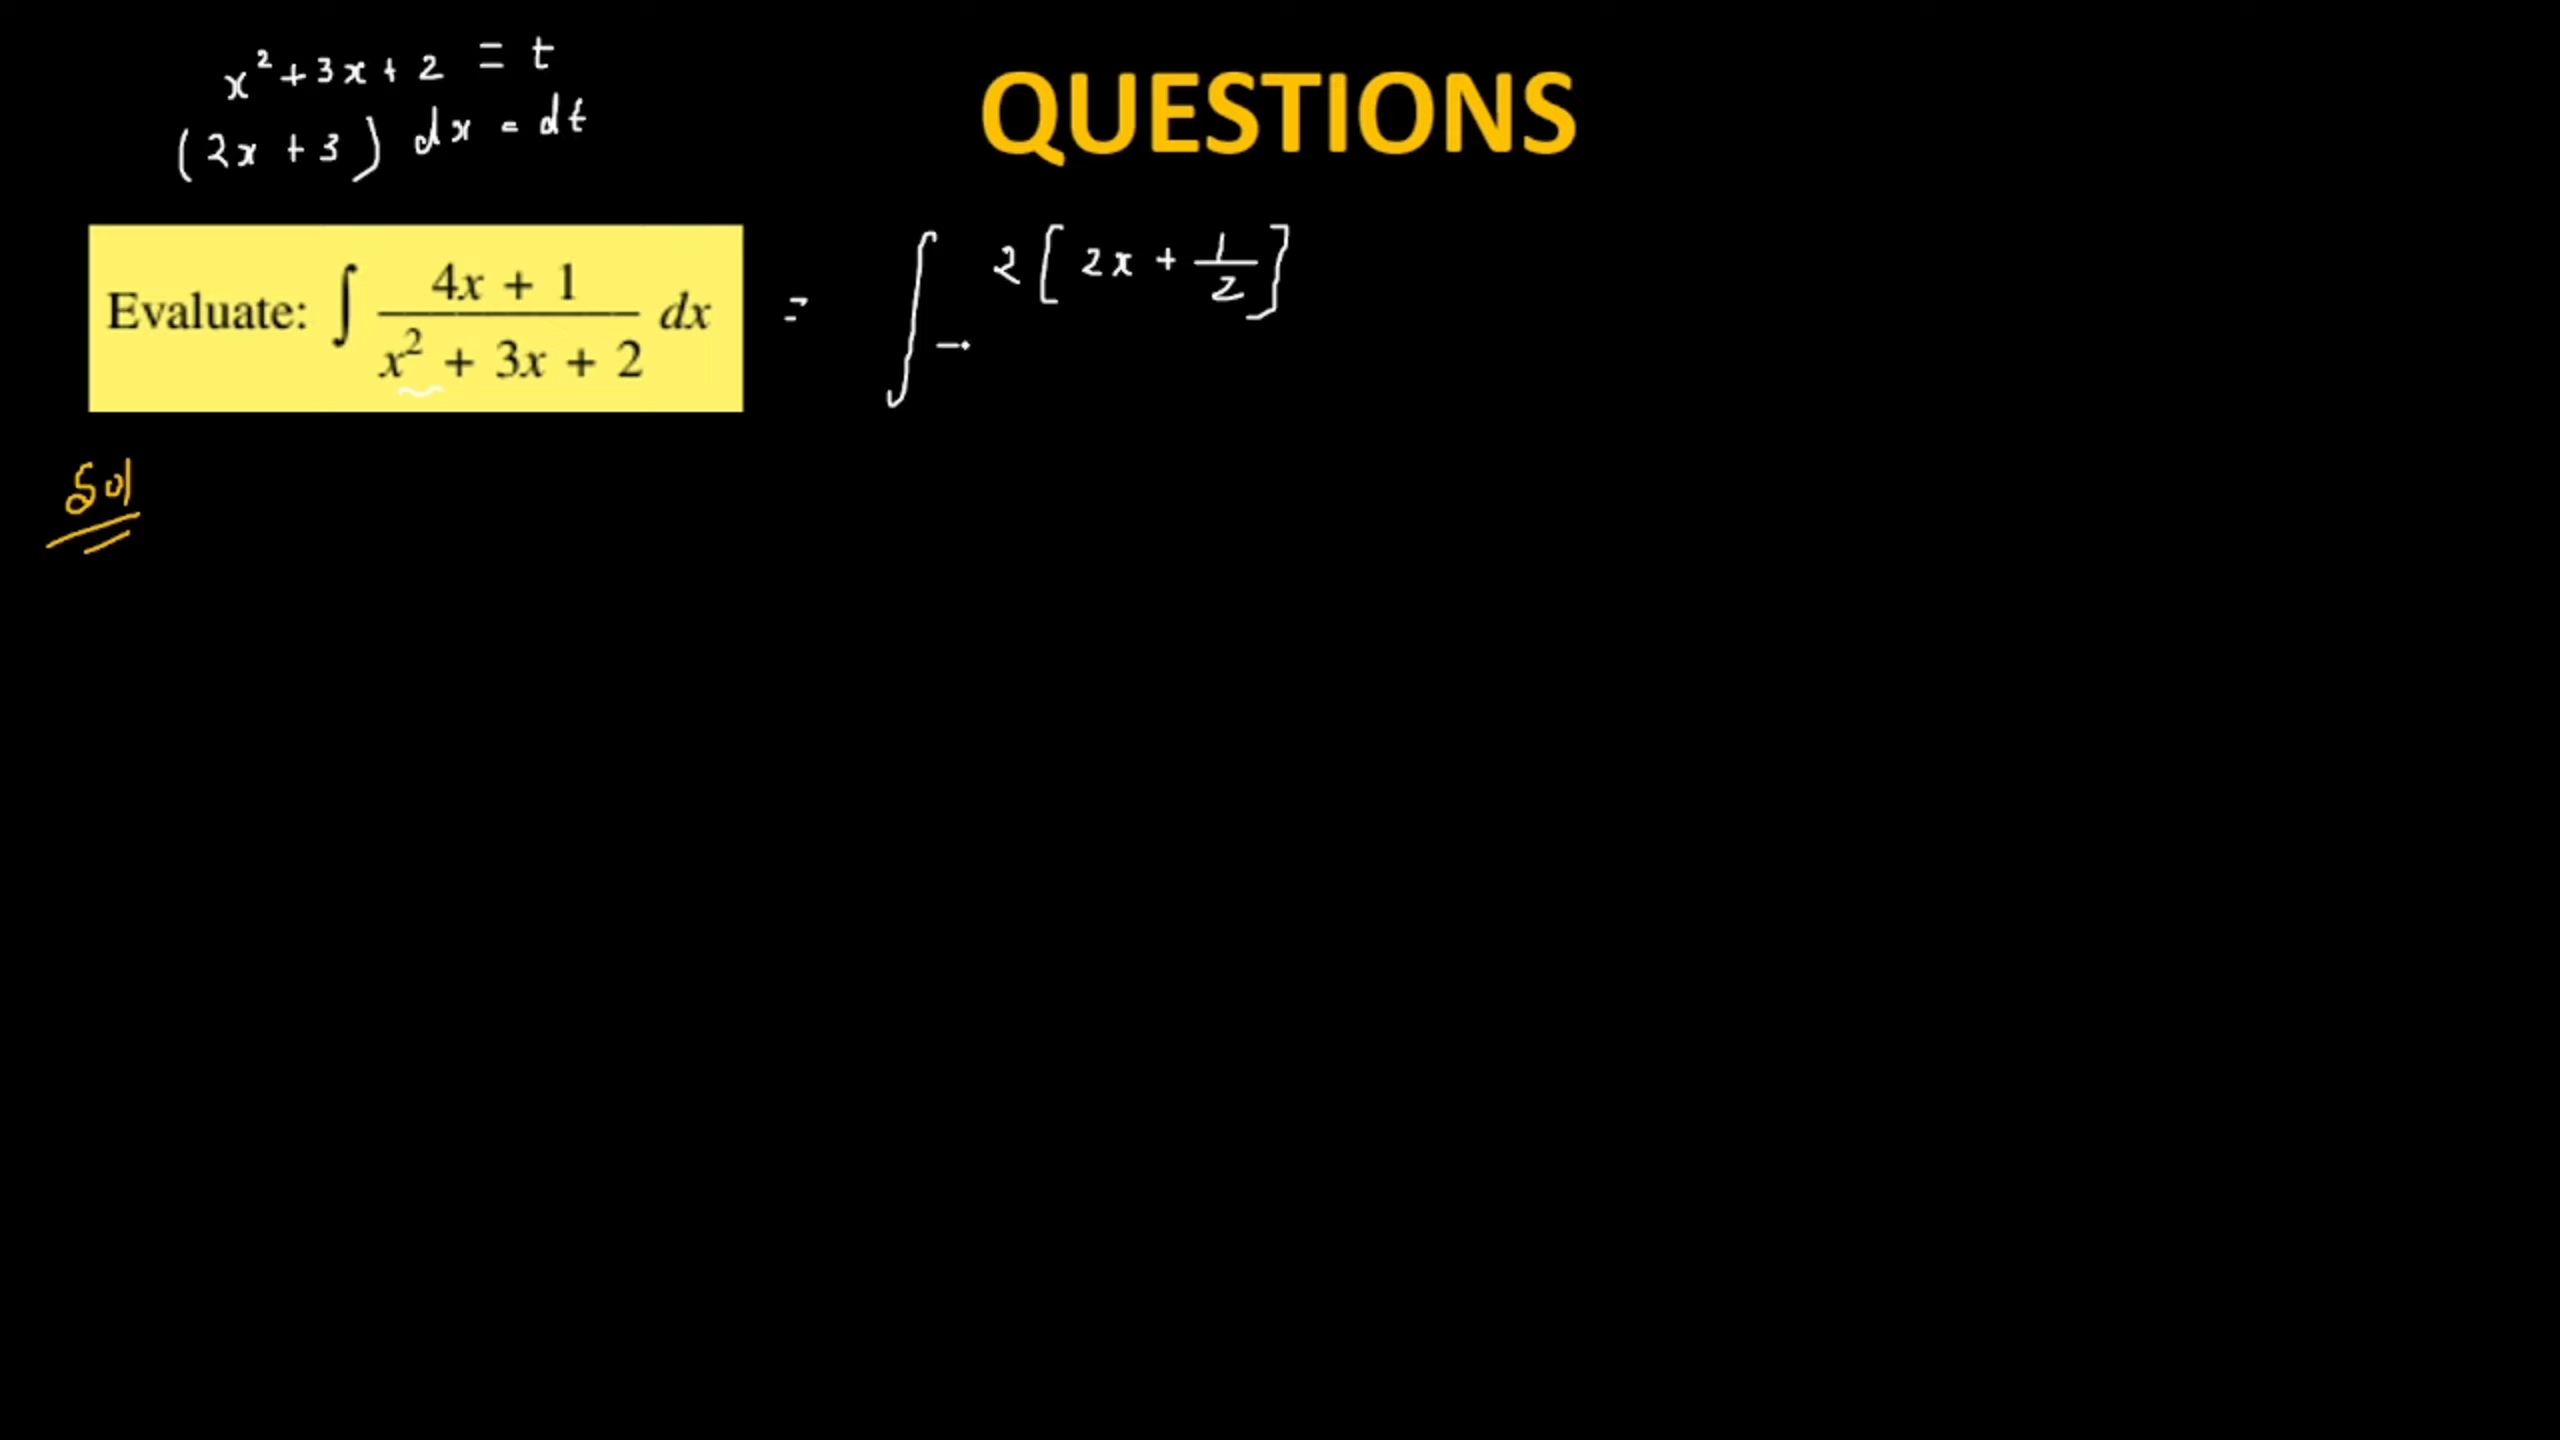 x² + 3x + 2 = t
(2x + 3) dx = dt
QUESTIONS
Evaluate: ∫ (4x + 1)/(x² + 3x + 2) dx = ∫ 2[2x + 1/2]
Sol